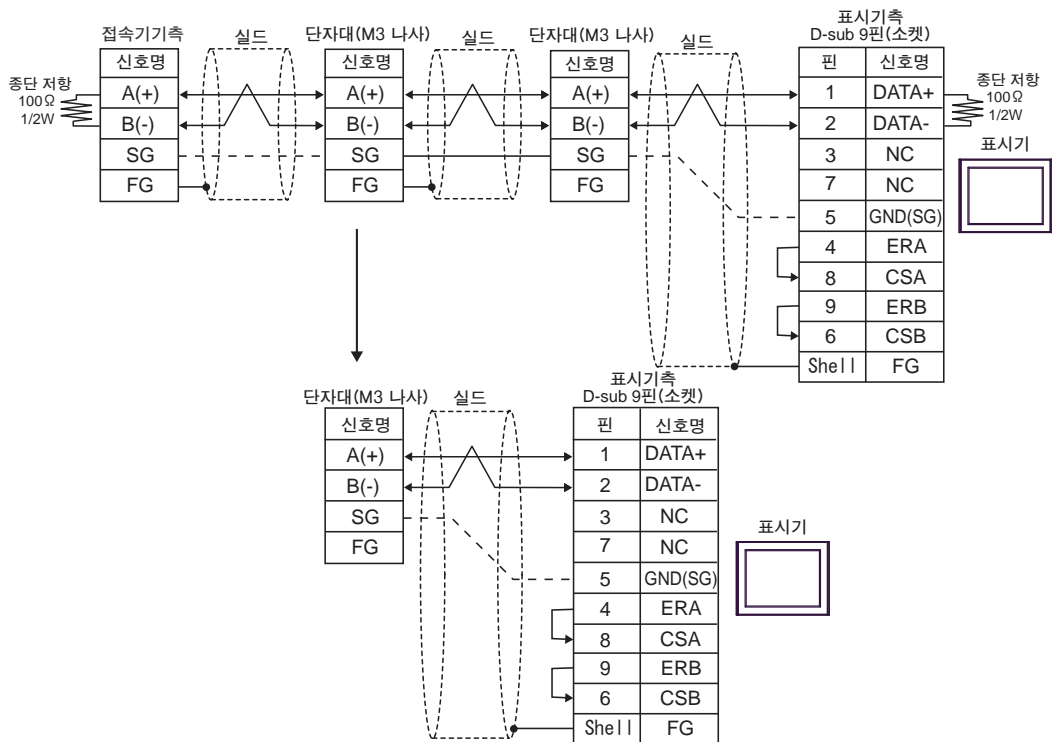 접속기기측
신호명
A(+)
B(-)
SG
FG
종단 저항
100Ω
1/2W
실드
단자대(M3 나사)
신호명
A(+)
B(-)
SG
FG
실드
단자대(M3 나사)
신호명
A(+)
B(-)
SG
FG
실드
표시기측
D-sub 9핀(소켓)
핀 신호명
1 DATA+
2 DATA-
3 NC
7 NC
5 GND(SG)
4 ERA
8 CSA
9 ERB
6 CSB
Shell FG
종단 저항
100Ω
1/2W
표시기
단자대(M3 나사)
신호명
A(+)
B(-)
SG
FG
실드
표시기측
D-sub 9핀(소켓)
핀 신호명
1 DATA+
2 DATA-
3 NC
7 NC
5 GND(SG)
4 ERA
8 CSA
9 ERB
6 CSB
Shell FG
표시기